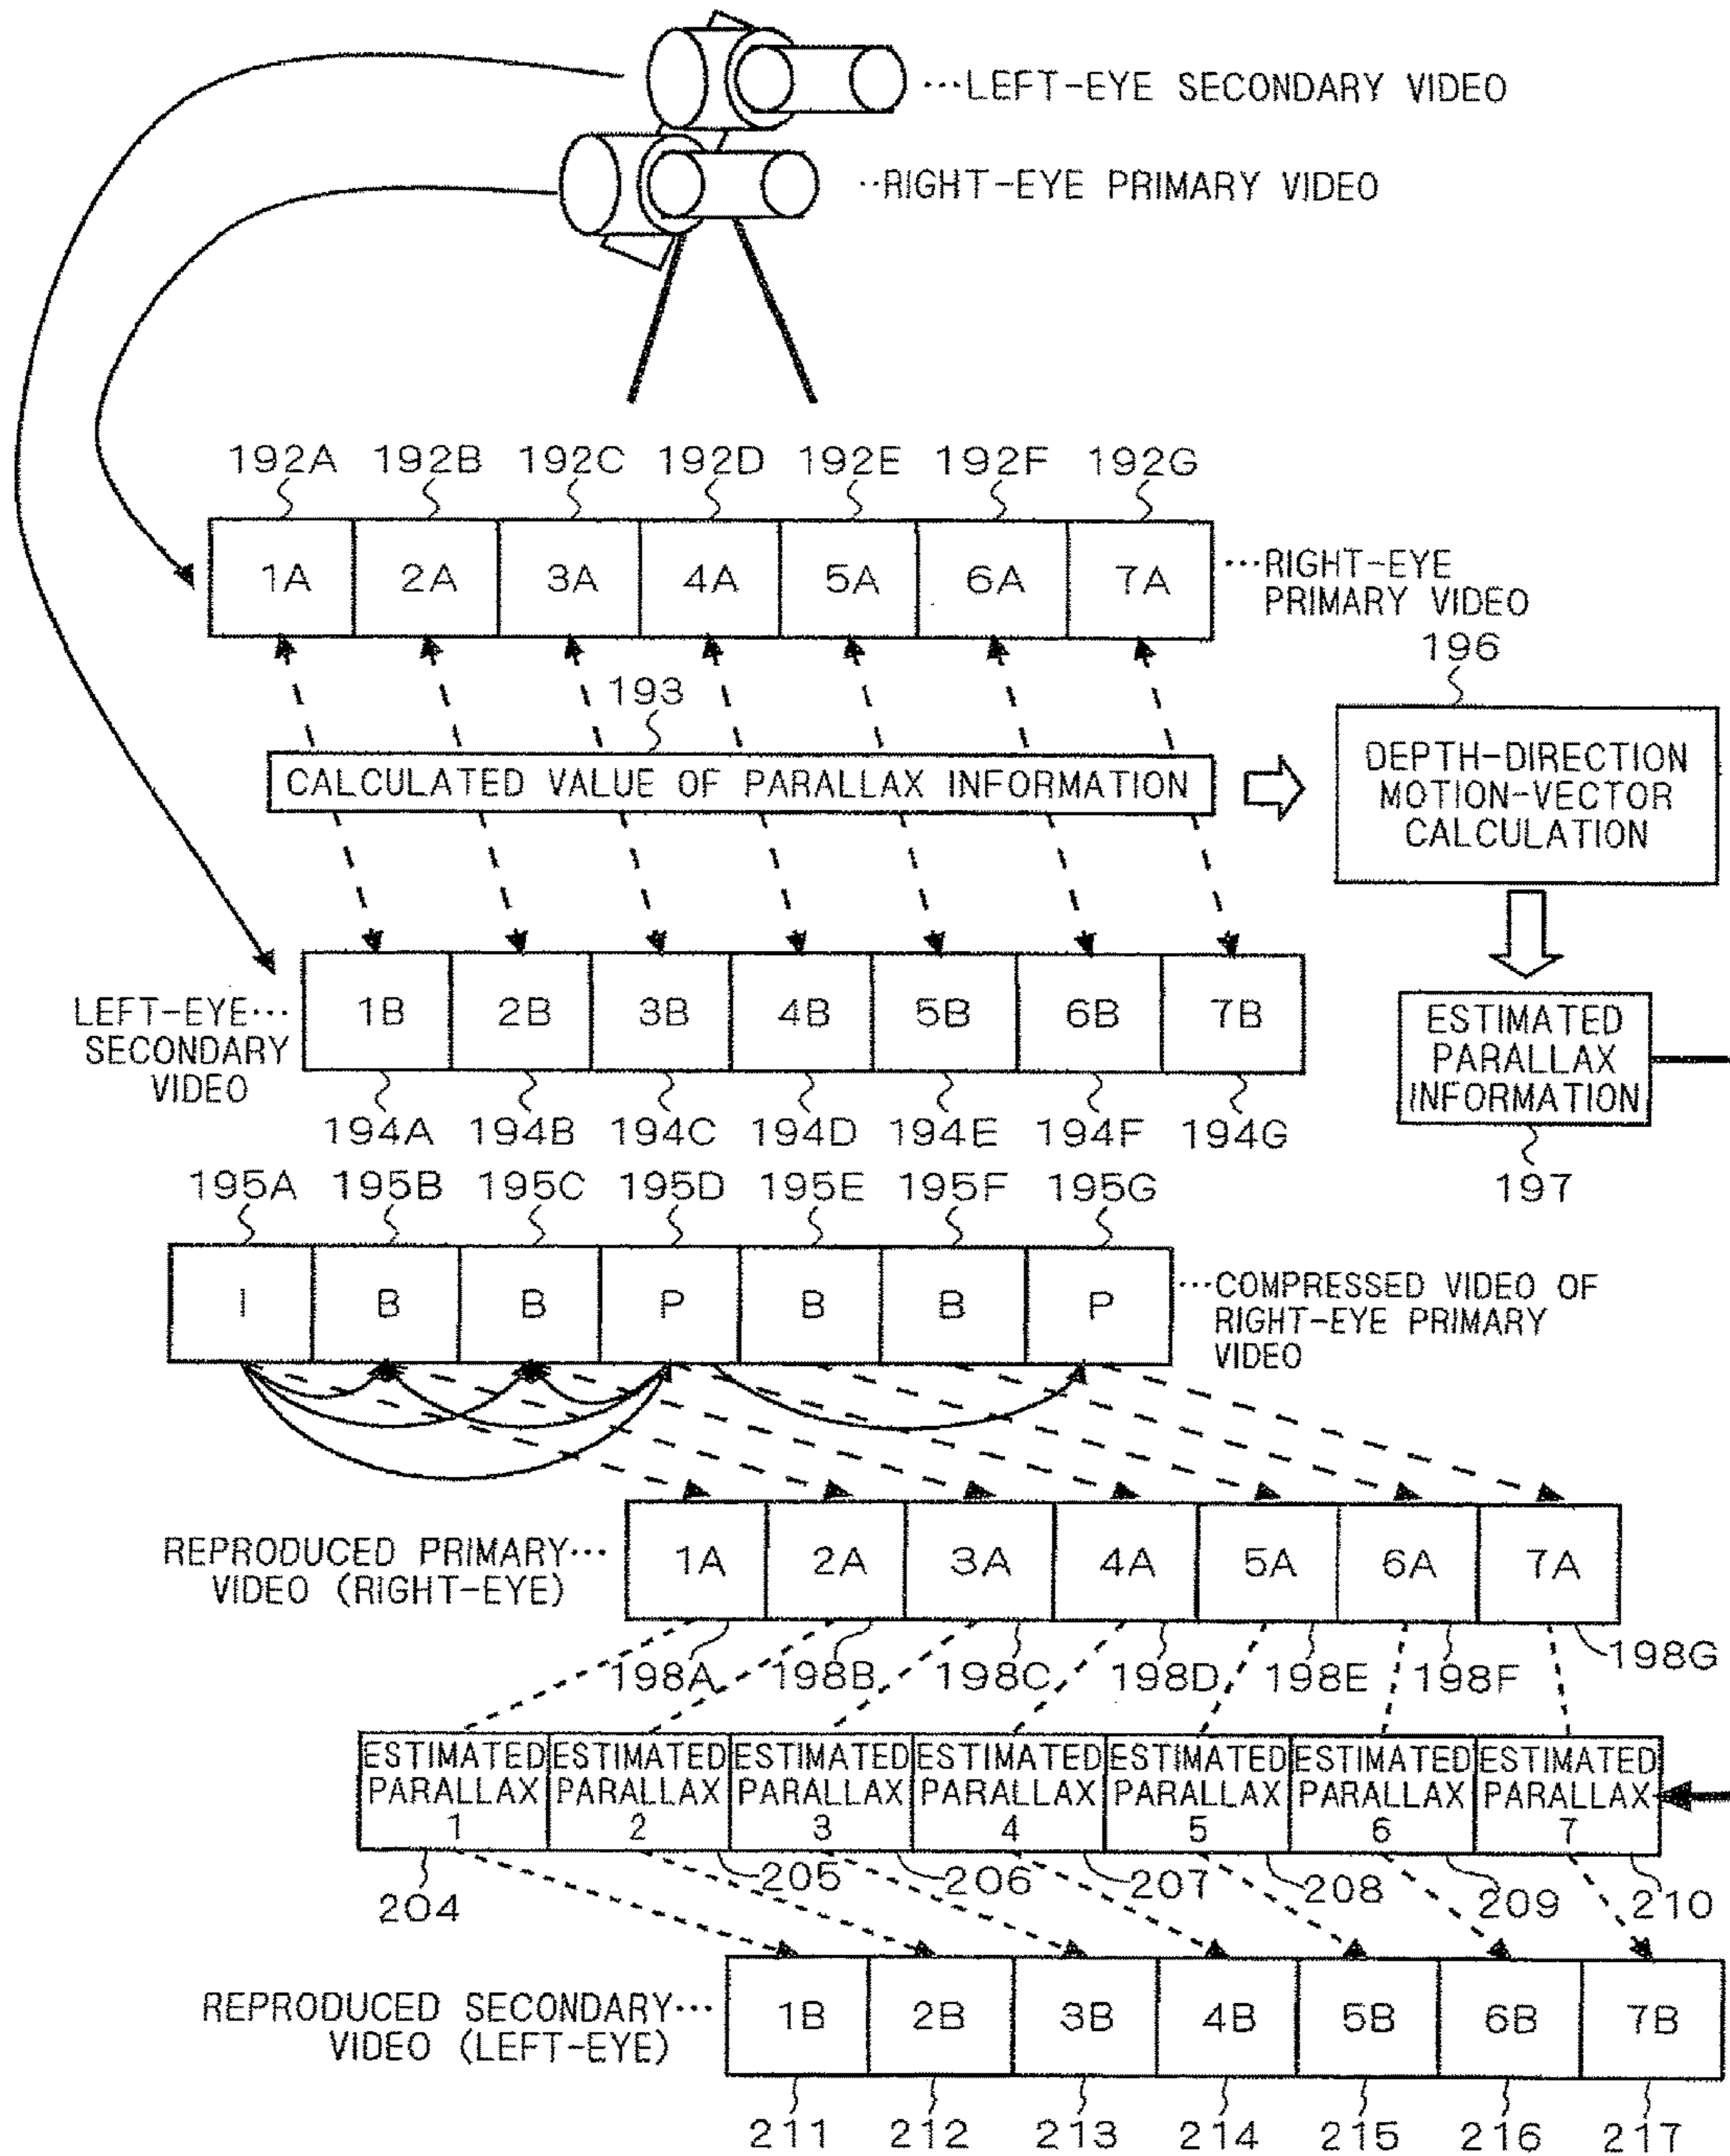 ···LEFT-EYE SECONDARY VIDEO
··RIGHT-EYE PRIMARY VIDEO
192A 192B 192C 192D 192E 192F 192G
1A 2A 3A 4A 5A 6A 7A
···RIGHT-EYE
PRIMARY VIDEO
193
196
CALCULATED VALUE OF PARALLAX INFORMATION
DEPTH-DIRECTION
MOTION-VECTOR
CALCULATION
LEFT-EYE···
SECONDARY
VIDEO
1B 2B 3B 4B 5B 6B 7B
194A 194B 194C 194D 194E 194F 194G
ESTIMATED
PARALLAX
INFORMATION
197
195A 195B 195C 195D 195E 195F 195G
I B B P B B P
···COMPRESSED VIDEO OF
RIGHT-EYE PRIMARY
VIDEO
REPRODUCED PRIMARY···
VIDEO (RIGHT-EYE)
1A 2A 3A 4A 5A 6A 7A
198A 198B 198C 198D 198E 198F 198G
ESTIMATED PARALLAX 1
ESTIMATED PARALLAX 2
ESTIMATED PARALLAX 3
ESTIMATED PARALLAX 4
ESTIMATED PARALLAX 5
ESTIMATED PARALLAX 6
ESTIMATED PARALLAX 7
204 205 206 207 208 209 210
REPRODUCED SECONDARY···
VIDEO (LEFT-EYE)
1B 2B 3B 4B 5B 6B 7B
211 212 213 214 215 216 217